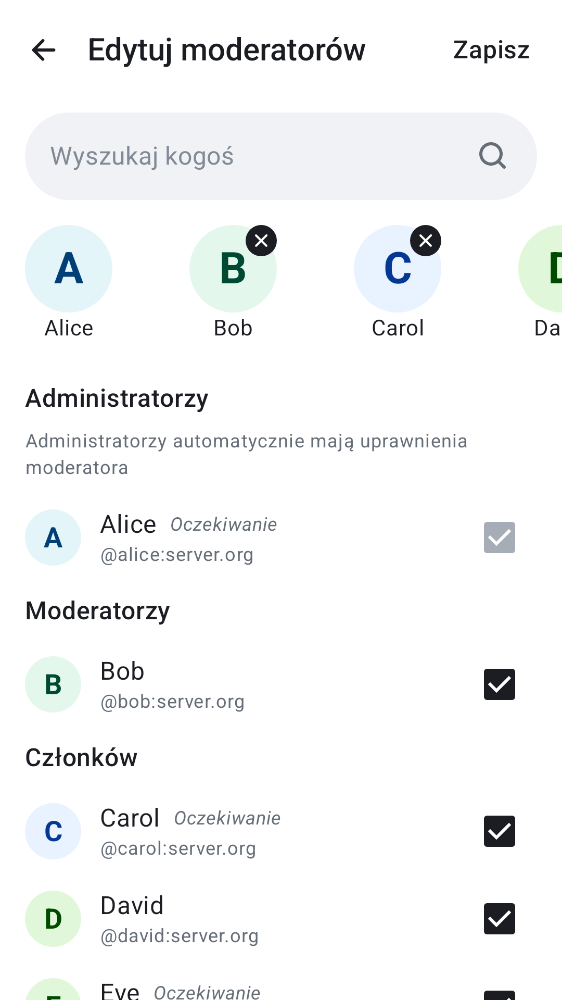 Edytuj moderatorów Zapisz
Wyszukaj kogoś
A B C D
Alice Bob Carol Da
Administratorzy
Administratorzy automatycznie mają uprawnienia
moderatora
A Alice Oczekiwanie
@alice:server.org
Moderatorzy
B Bob
@bob:server.org
Członków
C Carol Oczekiwanie
@carol:server.org
D David
@david:server.org
E Eve Oczekiwanie